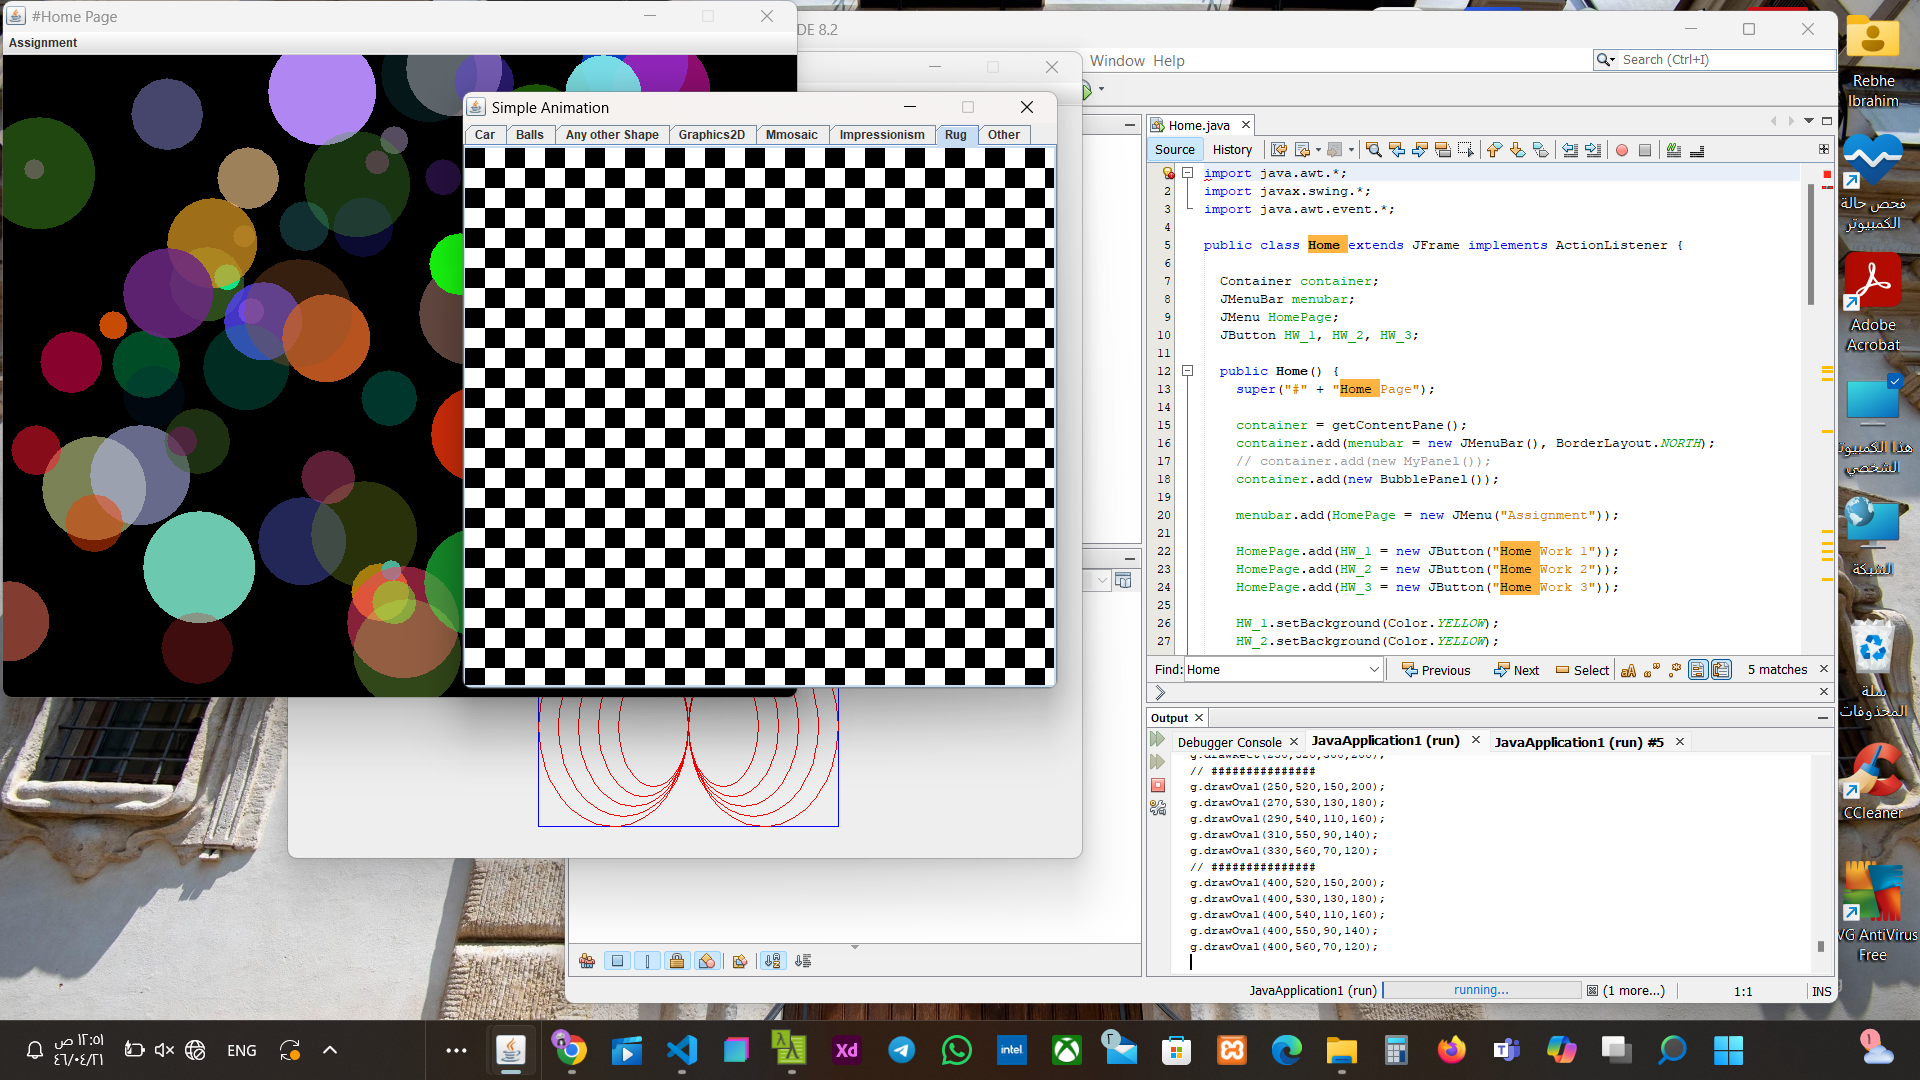 #Home Page
Assignment
DE 8.2
Window Help
Search (Ctrl+I)
Simple Animation
Car Balls Any other Shape Graphics2D Mmosaic Impressionism Rug Other
Home.java
Source History
import java.awt.*;
2 import javax.swing.*;
3 import java.awt.event.*;
4
5 public class Home extends JFrame implements ActionListener {
6
7 Container container;
8 JMenuBar menubar;
9 JMenu HomePage;
10 JButton HW_1, HW_2, HW_3;
11
12 public Home() {
13 super("#" + "Home Page");
14
15 container = getContentPane();
16 container.add(menubar = new JMenuBar(), BorderLayout.NORTH);
17 // container.add(new MyPanel());
18 container.add(new BubblePanel());
19
20 menubar.add(HomePage = new JMenu("Assignment"));
21
22 HomePage.add(HW_1 = new JButton("Home Work 1"));
23 HomePage.add(HW_2 = new JButton("Home Work 2"));
24 HomePage.add(HW_3 = new JButton("Home Work 3"));
25
26 HW_1.setBackground(Color.YELLOW);
27 HW_2.setBackground(Color.YELLOW);
Find: Home Previous Next Select 5 matches
Output
Debugger Console JavaApplication1 (run) JavaApplication1 (run) #5
g.drawRect(250,520,300,200);
// ###############
g.drawOval(250,520,150,200);
g.drawOval(270,530,130,180);
g.drawOval(290,540,110,160);
g.drawOval(310,550,90,140);
g.drawOval(330,560,70,120);
// ###############
g.drawOval(400,520,150,200);
g.drawOval(400,530,130,180);
g.drawOval(400,540,110,160);
g.drawOval(400,550,90,140);
g.drawOval(400,560,70,120);
JavaApplication1 (run) running... (1 more...) 1:1 INS
Rebhe
Ibrahim
فحص حالة
الكمبيوتر
Adobe
Acrobat
هذا الكمبيوتر
الشخصي
الشبكة
سلة
المحذوفات
CCleaner
VG AntiVirus
Free
١٢:٥١ ص
٤٦/٠٤/٢١
ENG
Xd
intel